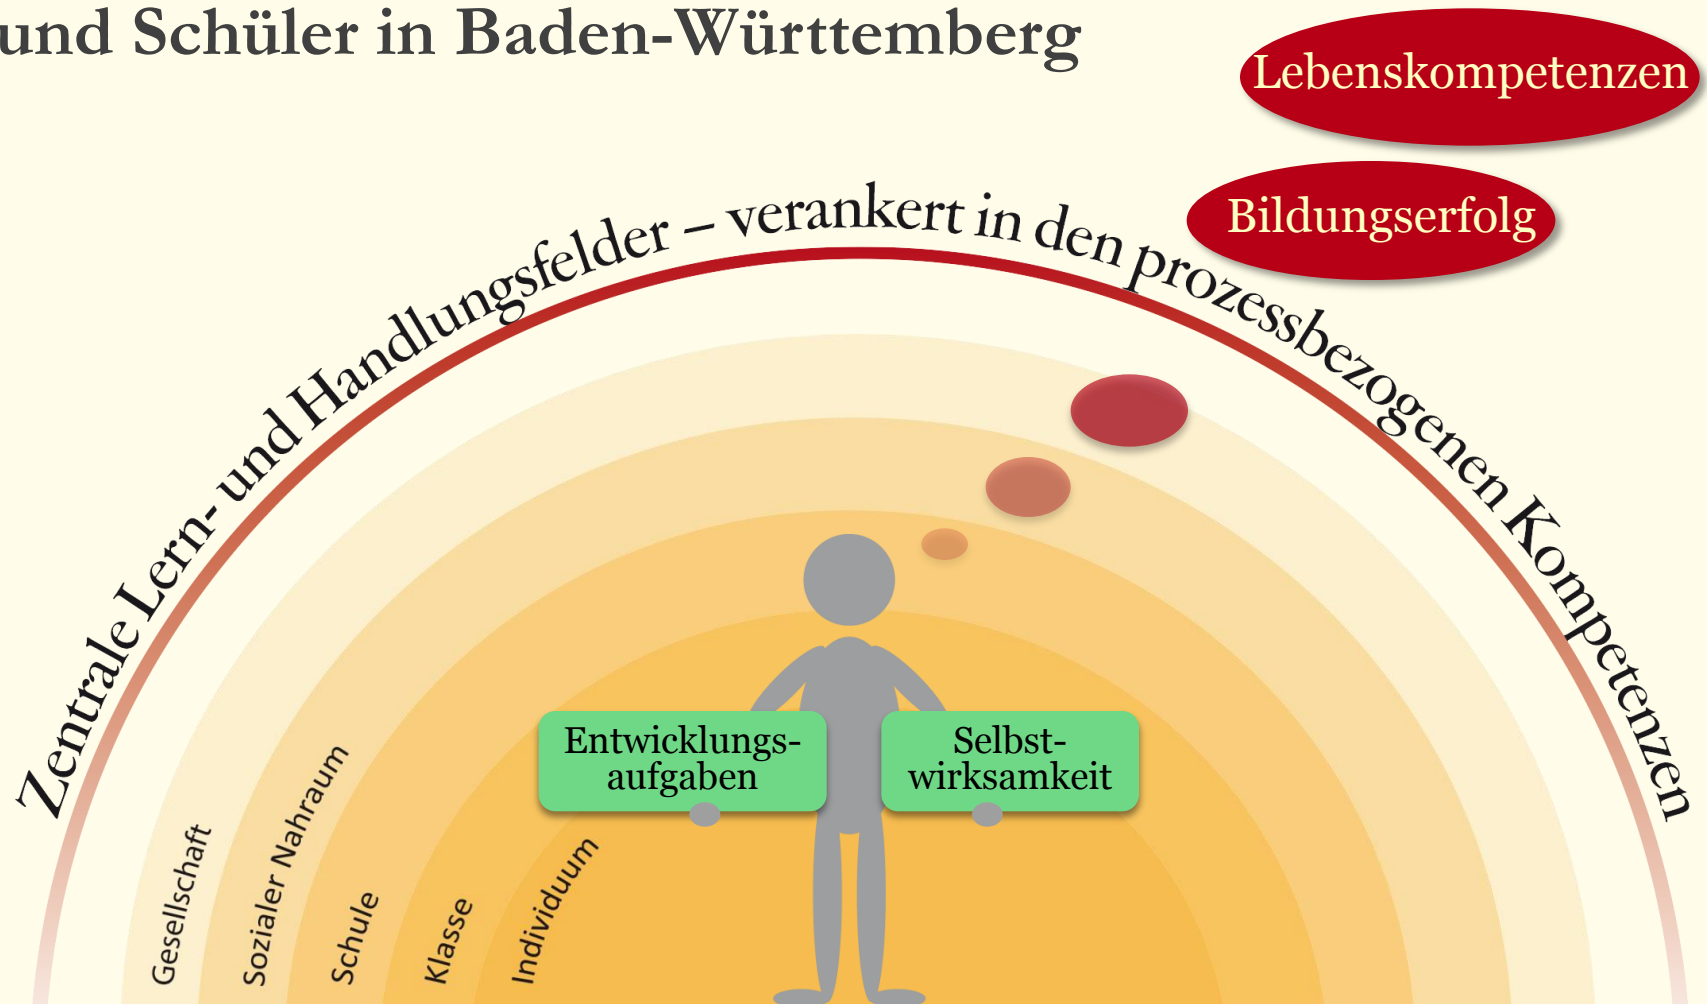 und Schüler in Baden-Württemberg
Lebenskompetenzen
Bildungserfolg
Zentrale Lern- und Handlungsfelder – verankert in den prozessbezogenen Kompetenzen
Entwicklungs-
aufgaben
Selbst-
wirksamkeit
Gesellschaft
Sozialer Nahraum
Schule
Klasse
Individuum